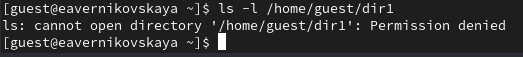 [guest@eavernikovskaya ~]$ ls -l /home/guest/dir1
ls: cannot open directory '/home/guest/dir1': Permission denied
[guest@eavernikovskaya ~]$